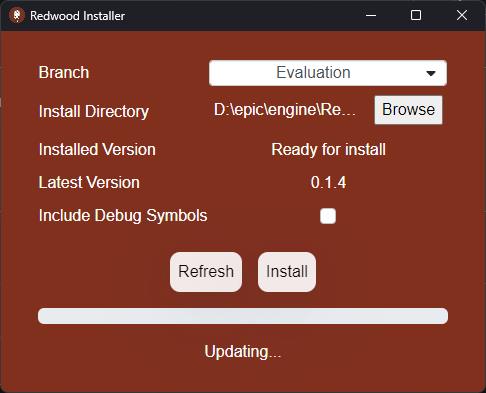 Redwood Installer
Branch Evaluation
Install Directory D:\epic\engine\Re... Browse
Installed Version Ready for install
Latest Version 0.1.4
Include Debug Symbols
Refresh Install
Updating...